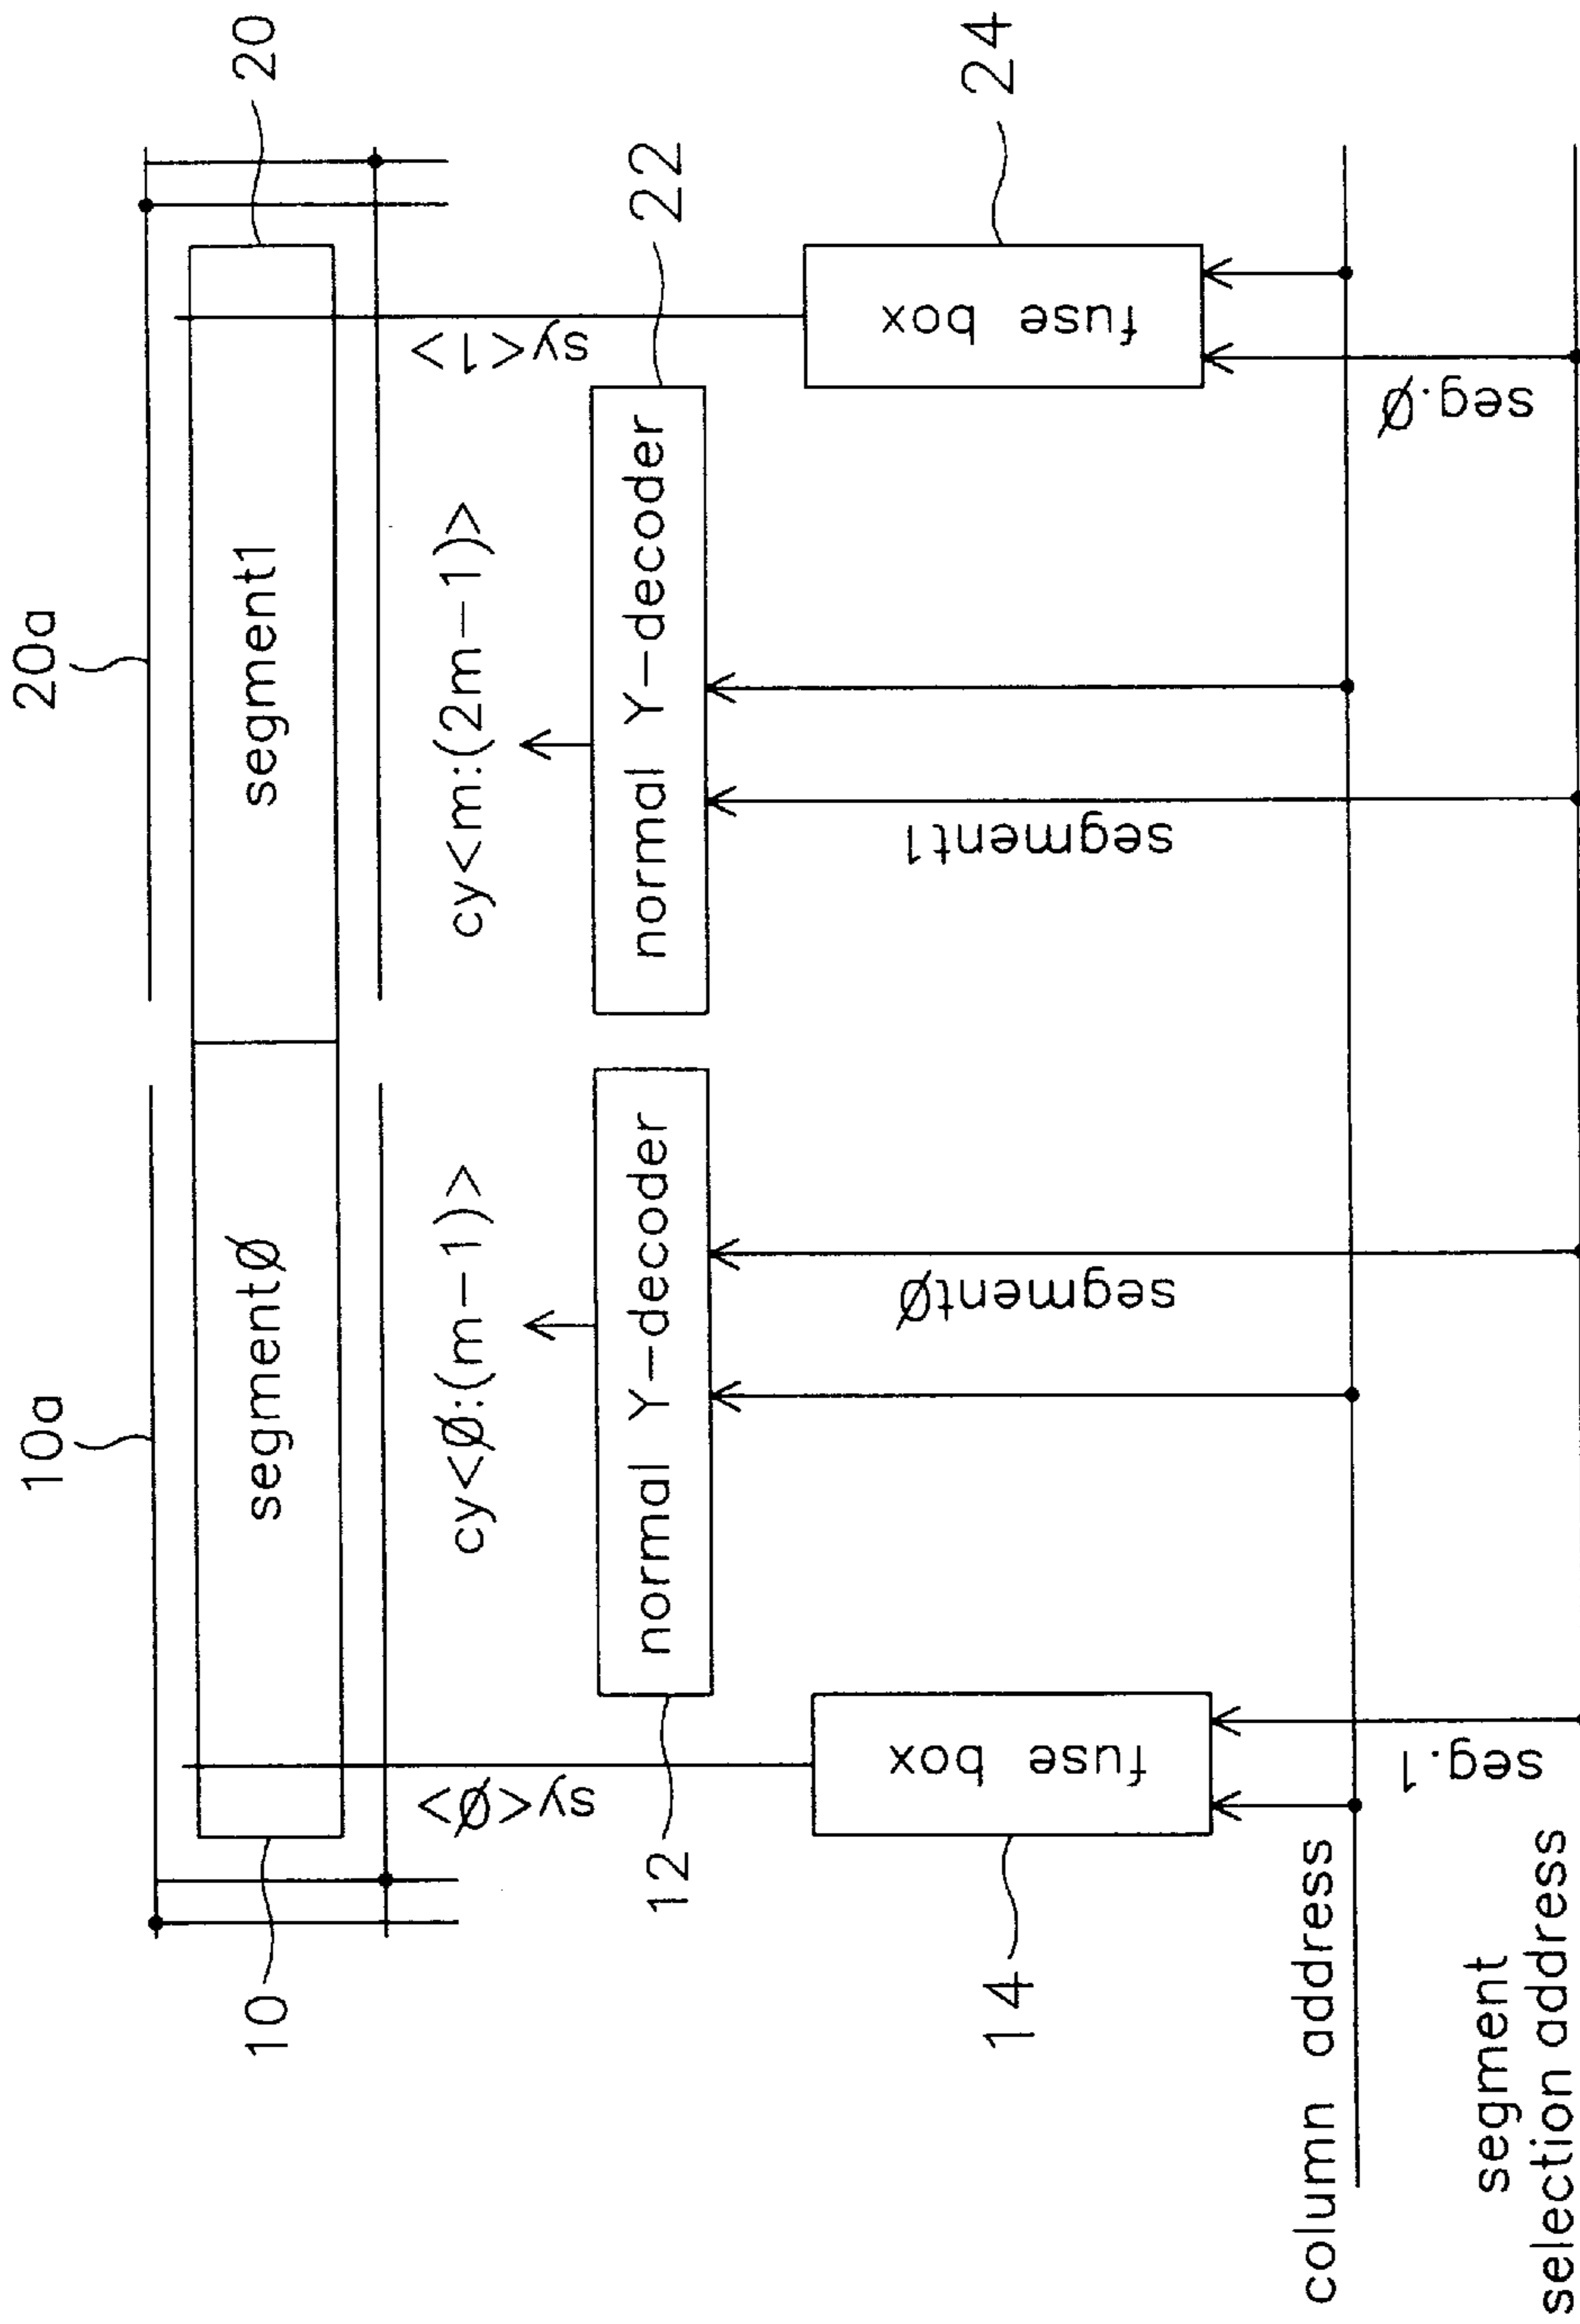 10a
20a
10
segmentØ
segment1
20
cy<Ø:(m-1)>
cy<m:(2m-1)>
sy<Ø>
sy<1>
12
normal Y-decoder
normal Y-decoder
22
14
fuse box
fuse box
24
segmentØ
segment1
column address
seg.1
seg.Ø
segment
selection address